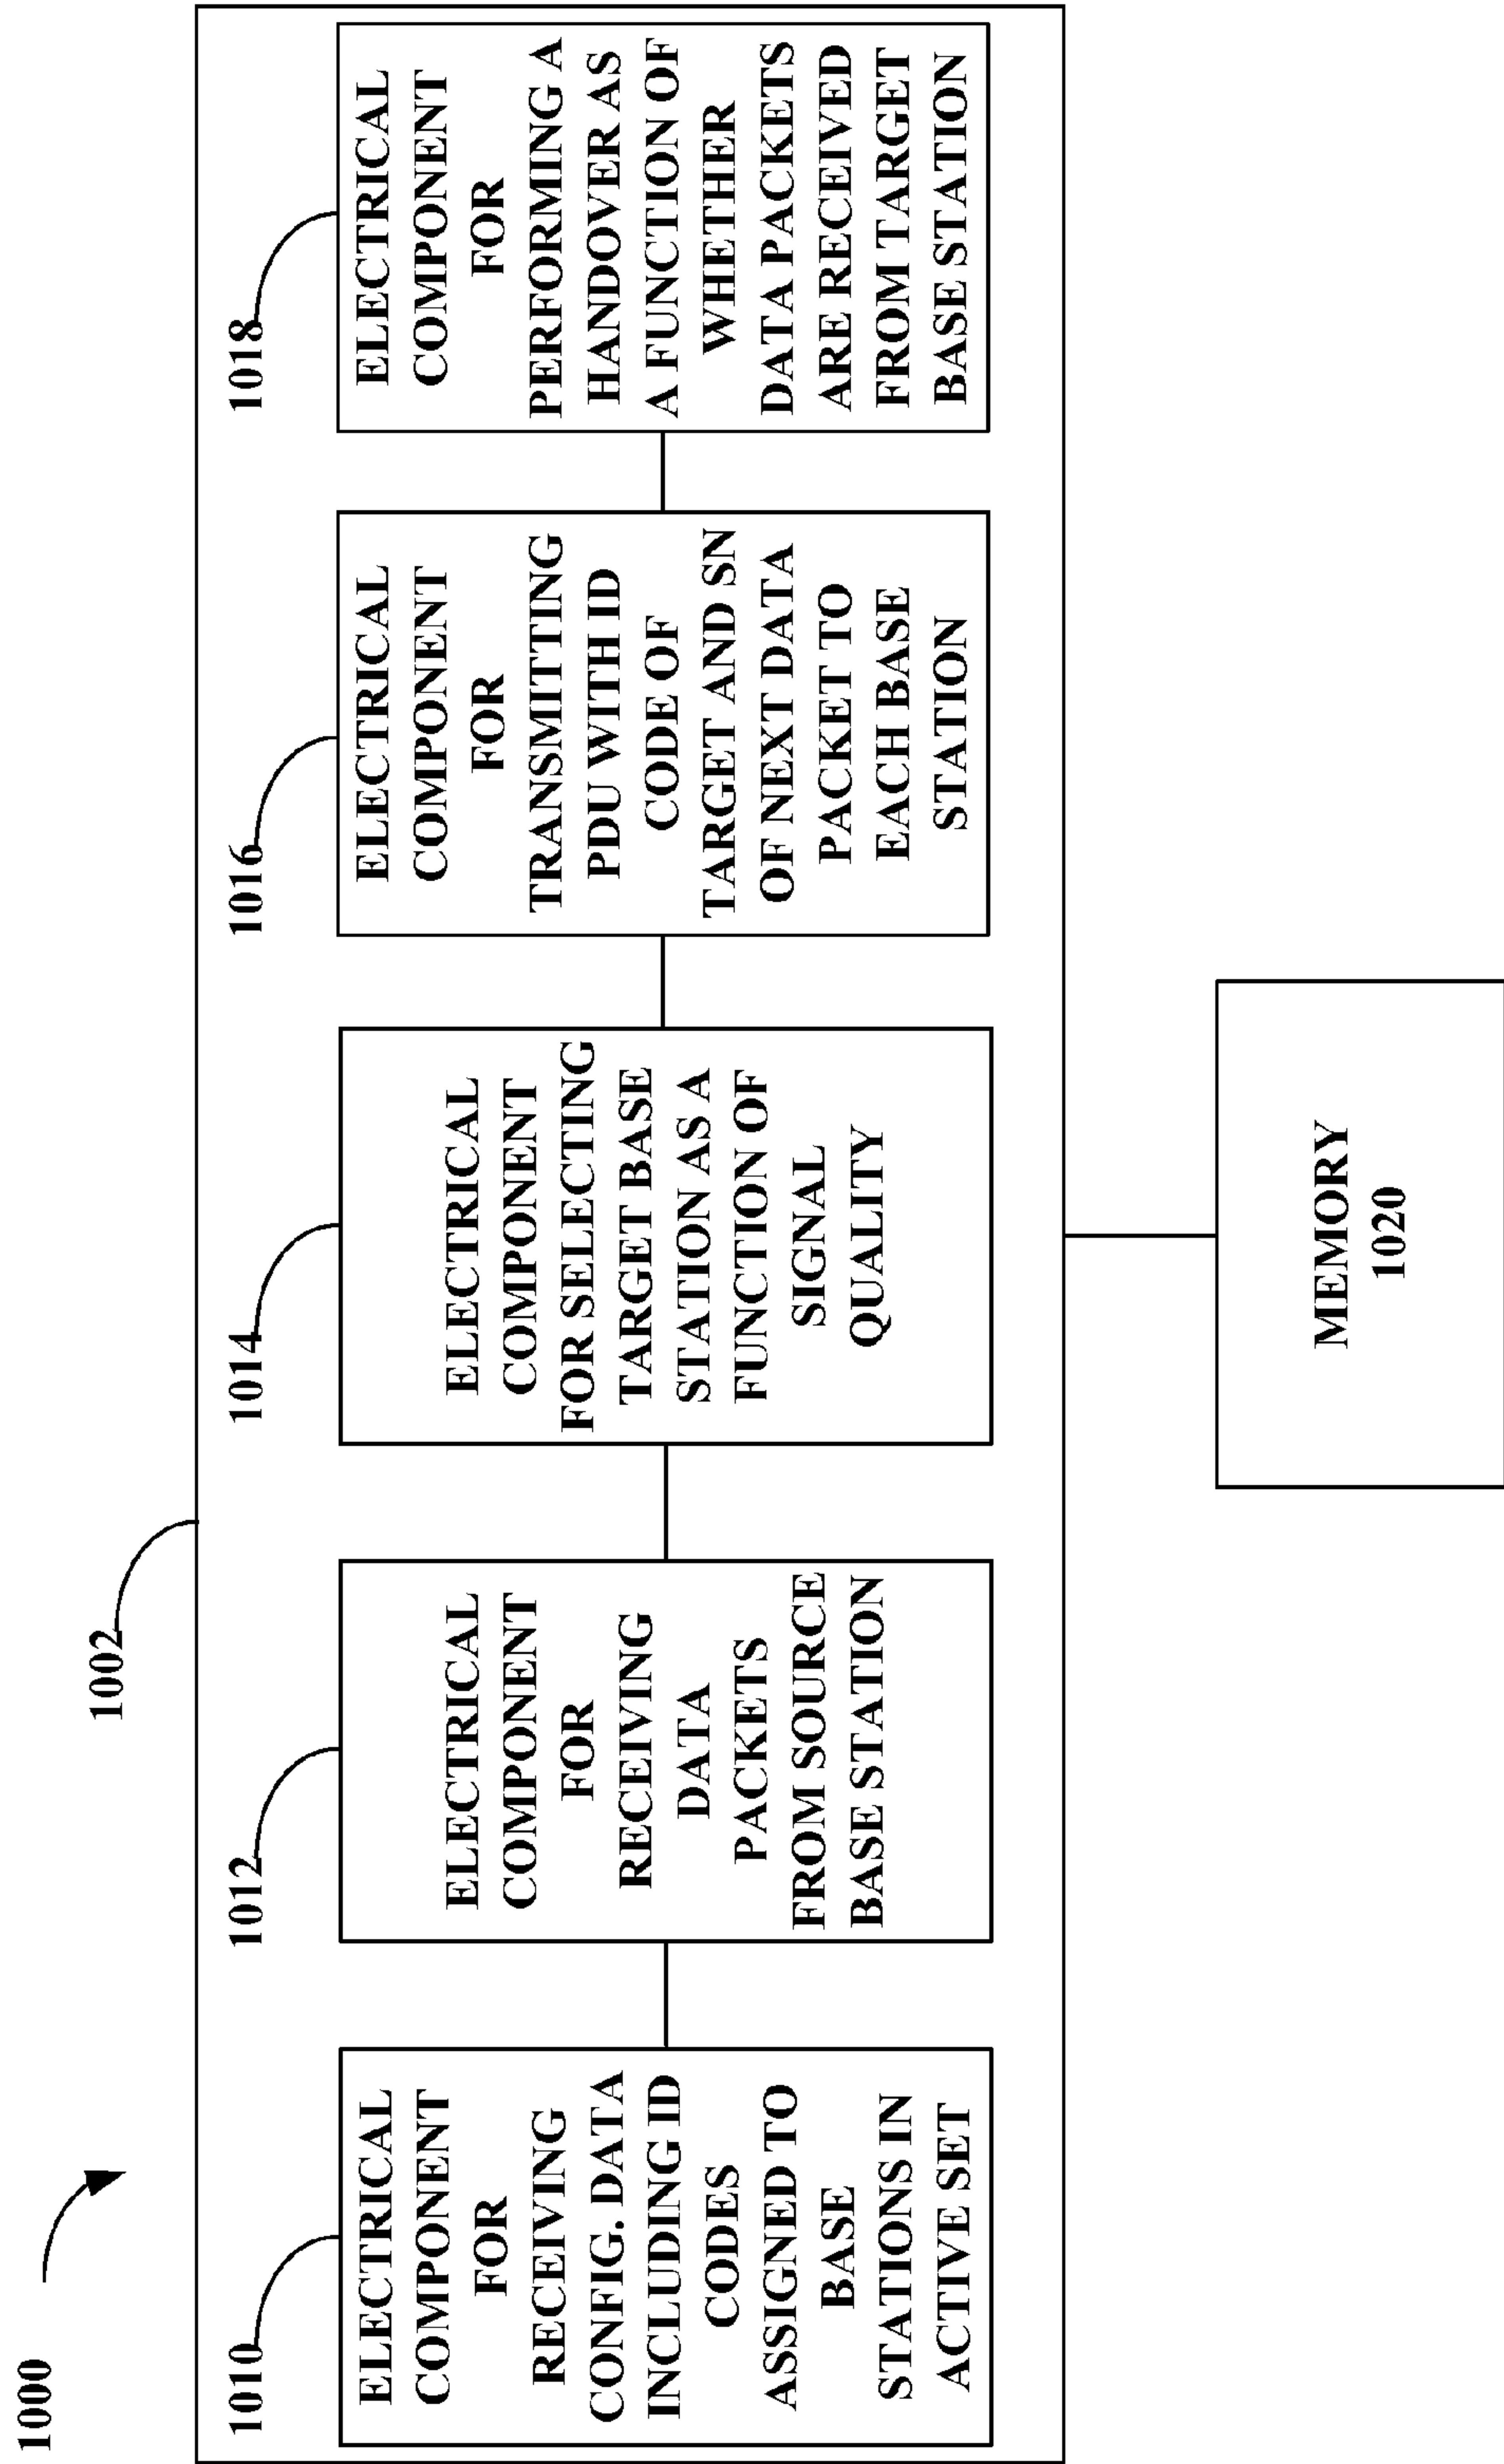 1000
1002
1010
ELECTRICAL
COMPONENT
FOR
RECEIVING
CONFIG. DATA
INCLUDING ID
CODES
ASSIGNED TO
BASE
STATIONS IN
ACTIVE SET
1012
ELECTRICAL
COMPONENT
FOR
RECEIVING
DATA
PACKETS
FROM SOURCE
BASE STATION
1014
ELECTRICAL
COMPONENT
FOR SELECTING
TARGET BASE
STATION AS A
FUNCTION OF
SIGNAL
QUALITY
1016
ELECTRICAL
COMPONENT
FOR
TRANSMITTING
PDU WITH ID
CODE OF
TARGET AND SN
OF NEXT DATA
PACKET TO
EACH BASE
STATION
1018
ELECTRICAL
COMPONENT
FOR
PERFORMING A
HANDOVER AS
A FUNCTION OF
WHETHER
DATA PACKETS
ARE RECEIVED
FROM TARGET
BASE STATION
MEMORY
1020